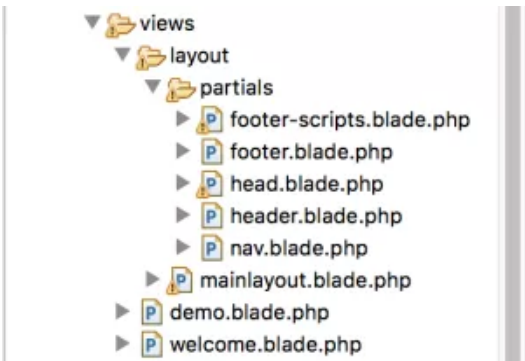 views
layout
partials
footer-scripts.blade.php
footer.blade.php
head.blade.php
header.blade.php
nav.blade.php
mainlayout.blade.php
demo.blade.php
welcome.blade.php